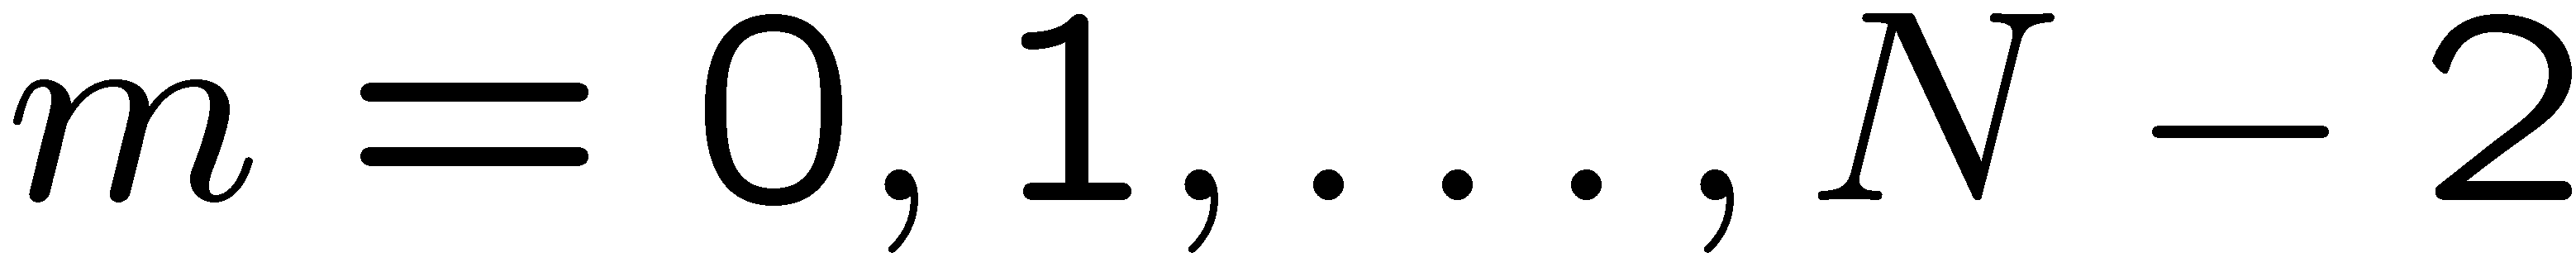 m = 0, 1, . . . , N − 2